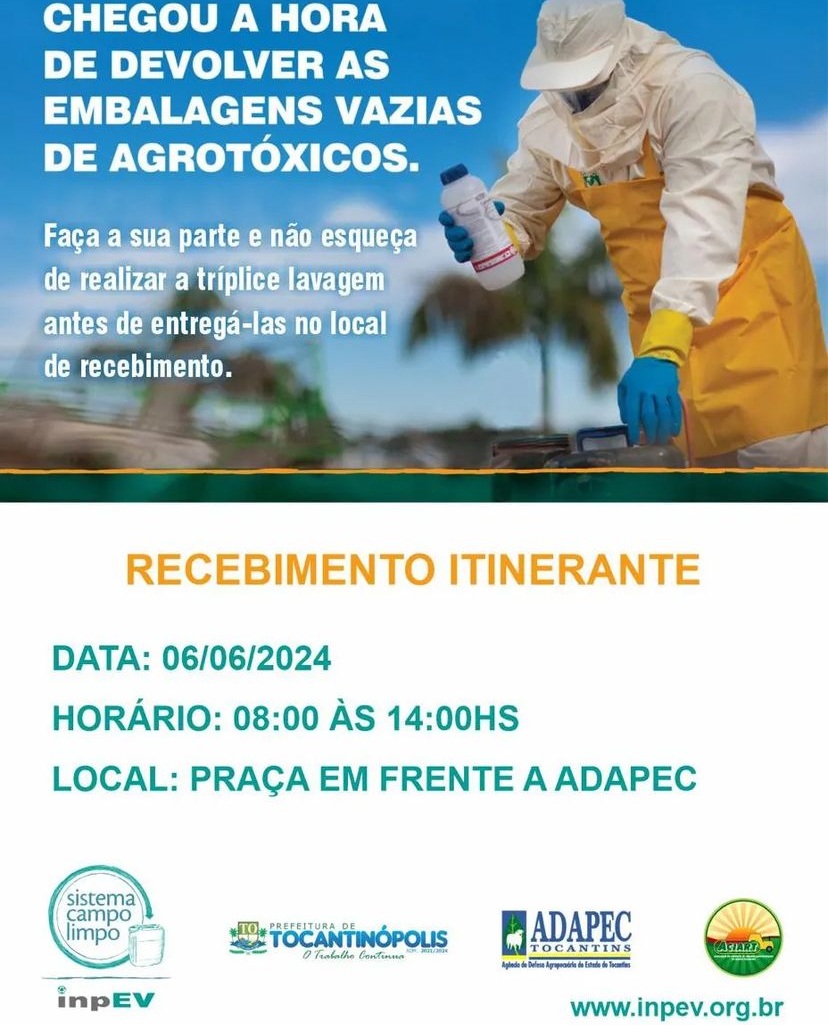 CHEGOU A HORA
DE DEVOLVER AS
EMBALAGENS VAZIAS
DE AGROTÓXICOS.
Faça a sua parte e não esqueça
de realizar a tríplice lavagem
antes de entregá-las no local
de recebimento.
RECEBIMENTO ITINERANTE
DATA: 06/06/2024
HORÁRIO: 08:00 ÀS 14:00HS
LOCAL: PRAÇA EM FRENTE A ADAPEC
sistema
campo
limpo
inpEV
TO
PREFEITURA DE
TOCANTINÓPOLIS
O Trabalho Continua
ADAPEC
TOCANTINS
Agência de Defesa Agropecuária do Estado do Tocantins
ACIART
www.inpev.org.br